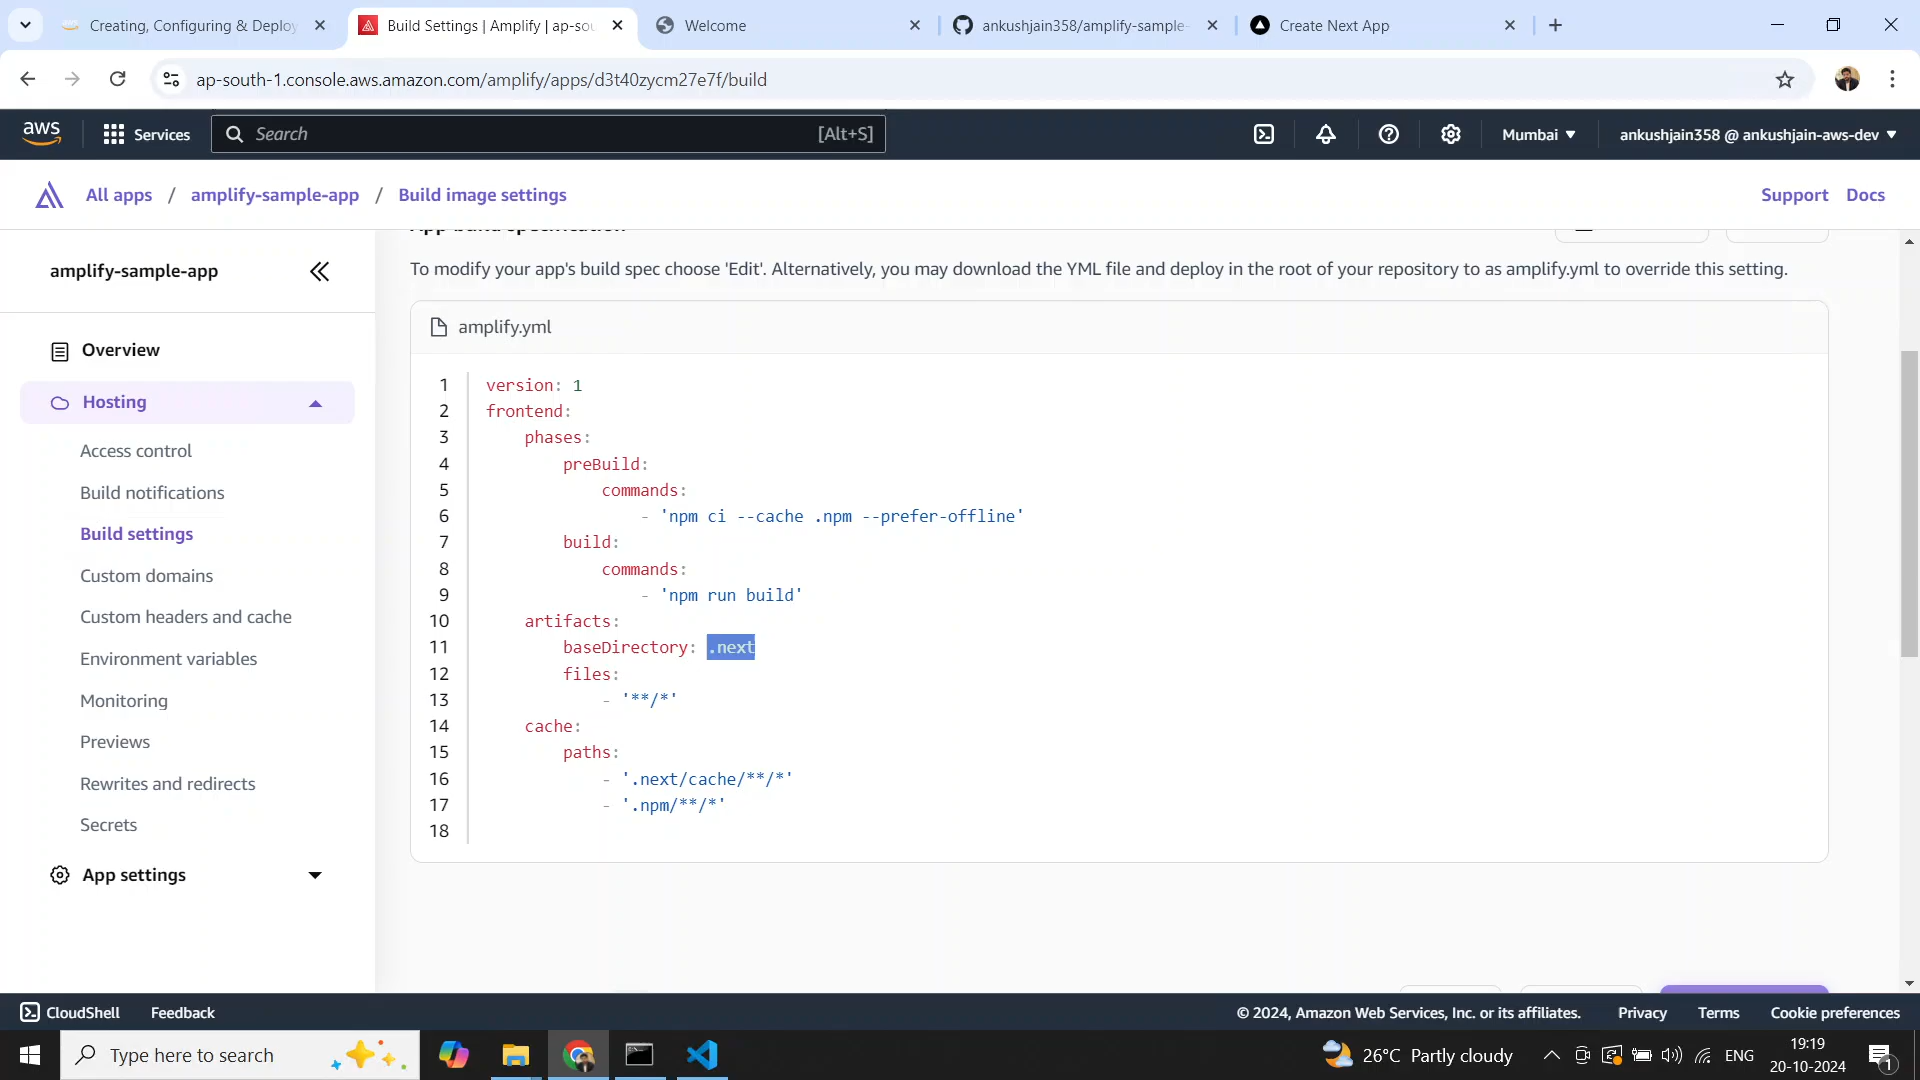 Creating, Configuring & Deploy
Build Settings | Amplify | ap-sou
Welcome
ankushjain358/amplify-sample-
Create Next App
ap-south-1.console.aws.amazon.com/amplify/apps/d3t40zycm27e7f/build
aws
Services
Search
[Alt+S]
Mumbai
ankushjain358 @ ankushjain-aws-dev
All apps / amplify-sample-app / Build image settings
Support
Docs
amplify-sample-app
Overview
Hosting
Access control
Build notifications
Build settings
Custom domains
Custom headers and cache
Environment variables
Monitoring
Previews
Rewrites and redirects
Secrets
App settings
App build specification
To modify your app's build spec choose 'Edit'. Alternatively, you may download the YML file and deploy in the root of your repository to as amplify.yml to override this setting.
amplify.yml
1 version: 1
2 frontend:
3 phases:
4 preBuild:
5 commands:
6 - 'npm ci --cache .npm --prefer-offline'
7 build:
8 commands:
9 - 'npm run build'
10 artifacts:
11 baseDirectory: .next
12 files:
13 - '**/*'
14 cache:
15 paths:
16 - '.next/cache/**/*'
17 - '.npm/**/*'
18
CloudShell
Feedback
© 2024, Amazon Web Services, Inc. or its affiliates.
Privacy
Terms
Cookie preferences
Type here to search
26°C Partly cloudy
ENG
19:19
20-10-2024
1